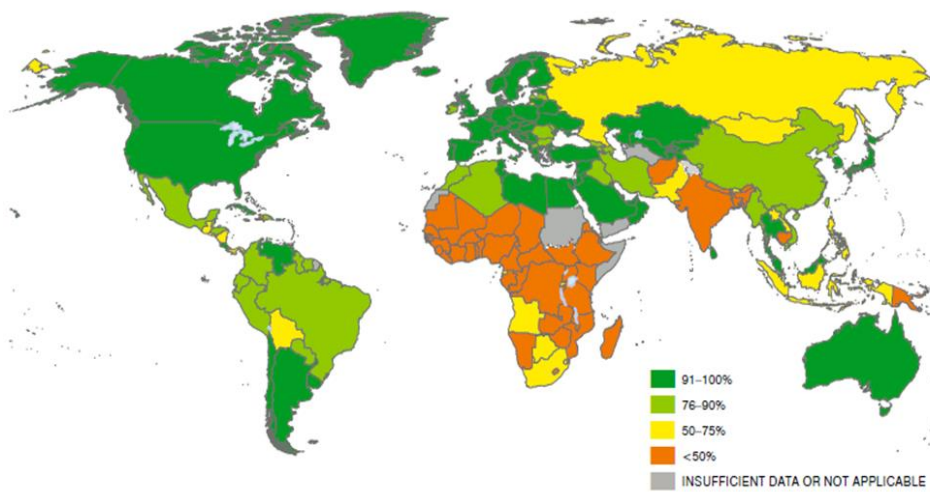 91–100%
76–90%
50–75%
<50%
INSUFFICIENT DATA OR NOT APPLICABLE